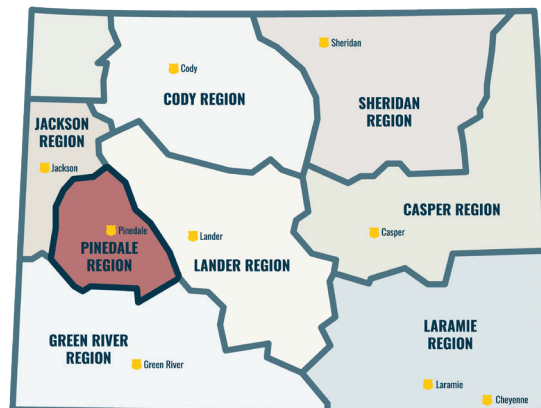 Sheridan
Cody
CODY REGION
SHERIDAN
REGION
JACKSON
REGION
Jackson
CASPER REGION
Pinedale
PINEDALE
REGION
Lander
LANDER REGION
Casper
GREEN RIVER
REGION
Green River
LARAMIE
REGION
Laramie
Cheyenne